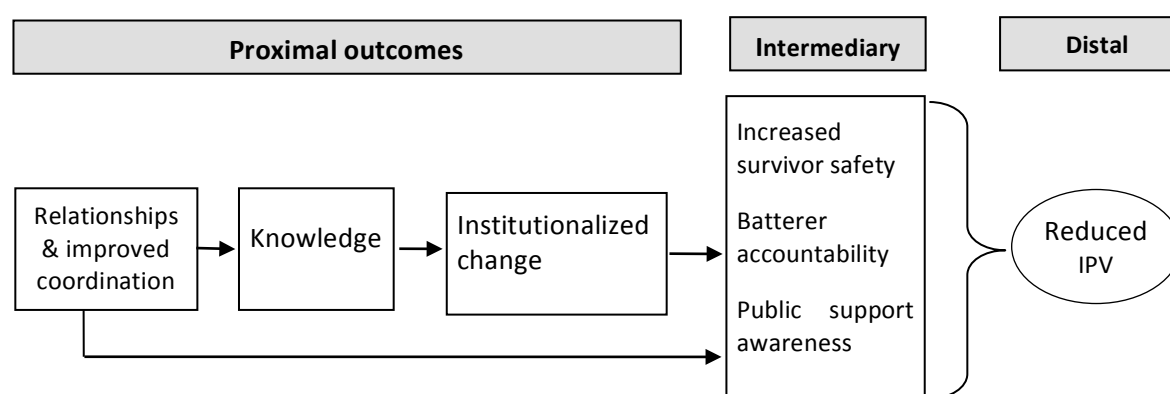 Proximal outcomes
Intermediary
Distal
Relationships
& improved
coordination
Knowledge
Institutionalized
change
Increased
survivor safety
Batterer
accountability
Public support
awareness
Reduced
IPV